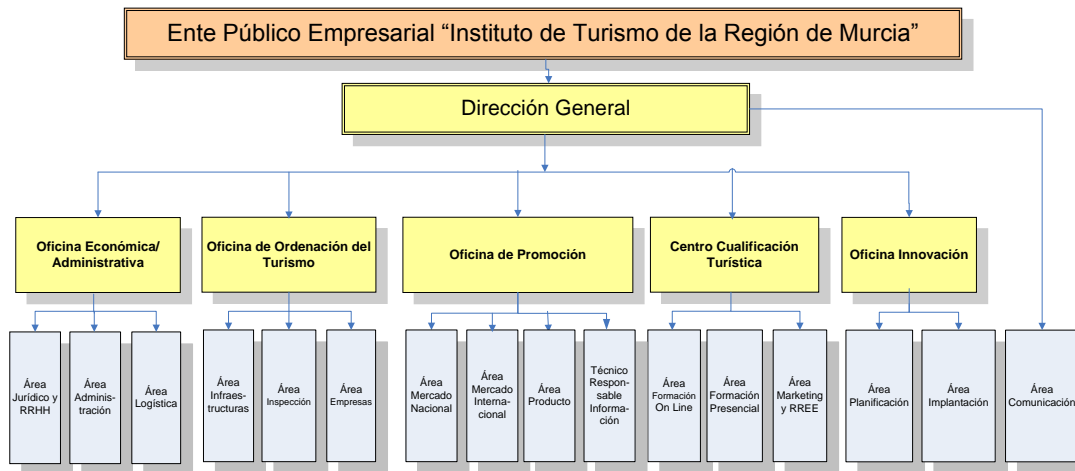 Ente Público Empresarial “Instituto de Turismo de la Región de Murcia”
Dirección General
Oficina Económica/
Administrativa
Oficina de Ordenación del
Turismo
Oficina de Promoción
Centro Cualificación
Turística
Oficina Innovación
Área
Jurídico y
RRHH
Área
Adminis-
tración
Área
Logística
Área
Infraes-
tructuras
Área
Inspección
Área
Empresas
Área
Mercado
Nacional
Área
Mercado
Interna-
cional
Área
Producto
Técnico
Respon-
sable
Informa-
ción
Área
Formación
On Line
Área
Formación
Presencial
Área
Marketing
y RREE
Área
Planificación
Área
Implantación
Área
Comunicación